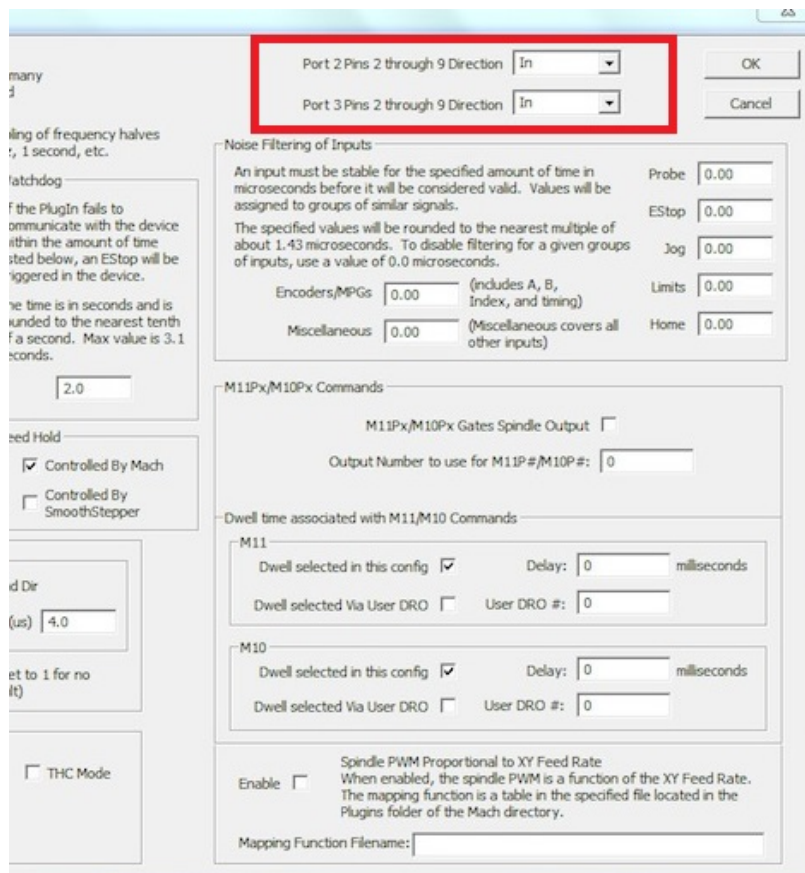 Port 2 Pins 2 through 9 Direction In
OK
many
Port 3 Pins 2 through 9 Direction In
Cancel
of frequency halves
, 1 second, etc.
Noise Filtering of Inputs
An input must be stable for the specified amount of time in
microseconds before it will be considered valid. Values will be
assigned to groups of similar signals.
The specified values will be rounded to the nearest multiple of
about 1.43 microseconds. To disable filtering for a given groups
of inputs, use a value of 0.0 microseconds.
Probe 0.00
EStop 0.00
Jog 0.00
Limits 0.00
Home 0.00
Encoders/MPGs 0.00 (includes A, B,
Index, and timing)
Miscellaneous 0.00 (Miscellaneous covers all
other inputs)
atchdog
f the PlugIn fails to
ommunicate with the device
ithin the amount of time
sted below, an EStop will be
riggered in the device.
he time is in seconds and is
ounded to the nearest tenth
f a second. Max value is 3.1
econds.
2.0
M11Px/M10Px Commands
M11Px/M10Px Gates Spindle Output
Output Number to use for M11P#/M10P#: 0
eed Hold
Controlled By Mach
Controlled By
SmoothStepper
Dwell time associated with M11/M10 Commands
M11
Dwell selected in this config Delay: 0 milliseconds
Dwell selected Via User DRO User DRO #: 0
d Dir
(us) 4.0
M10
Dwell selected in this config Delay: 0 milliseconds
Dwell selected Via User DRO User DRO #: 0
et to 1 for no
lt)
THC Mode
Enable
Spindle PWM Proportional to XY Feed Rate
When enabled, the spindle PWM is a function of the XY Feed Rate.
The mapping function is a table in the specified file located in the
Plugins folder of the Mach directory.
Mapping Function Filename: